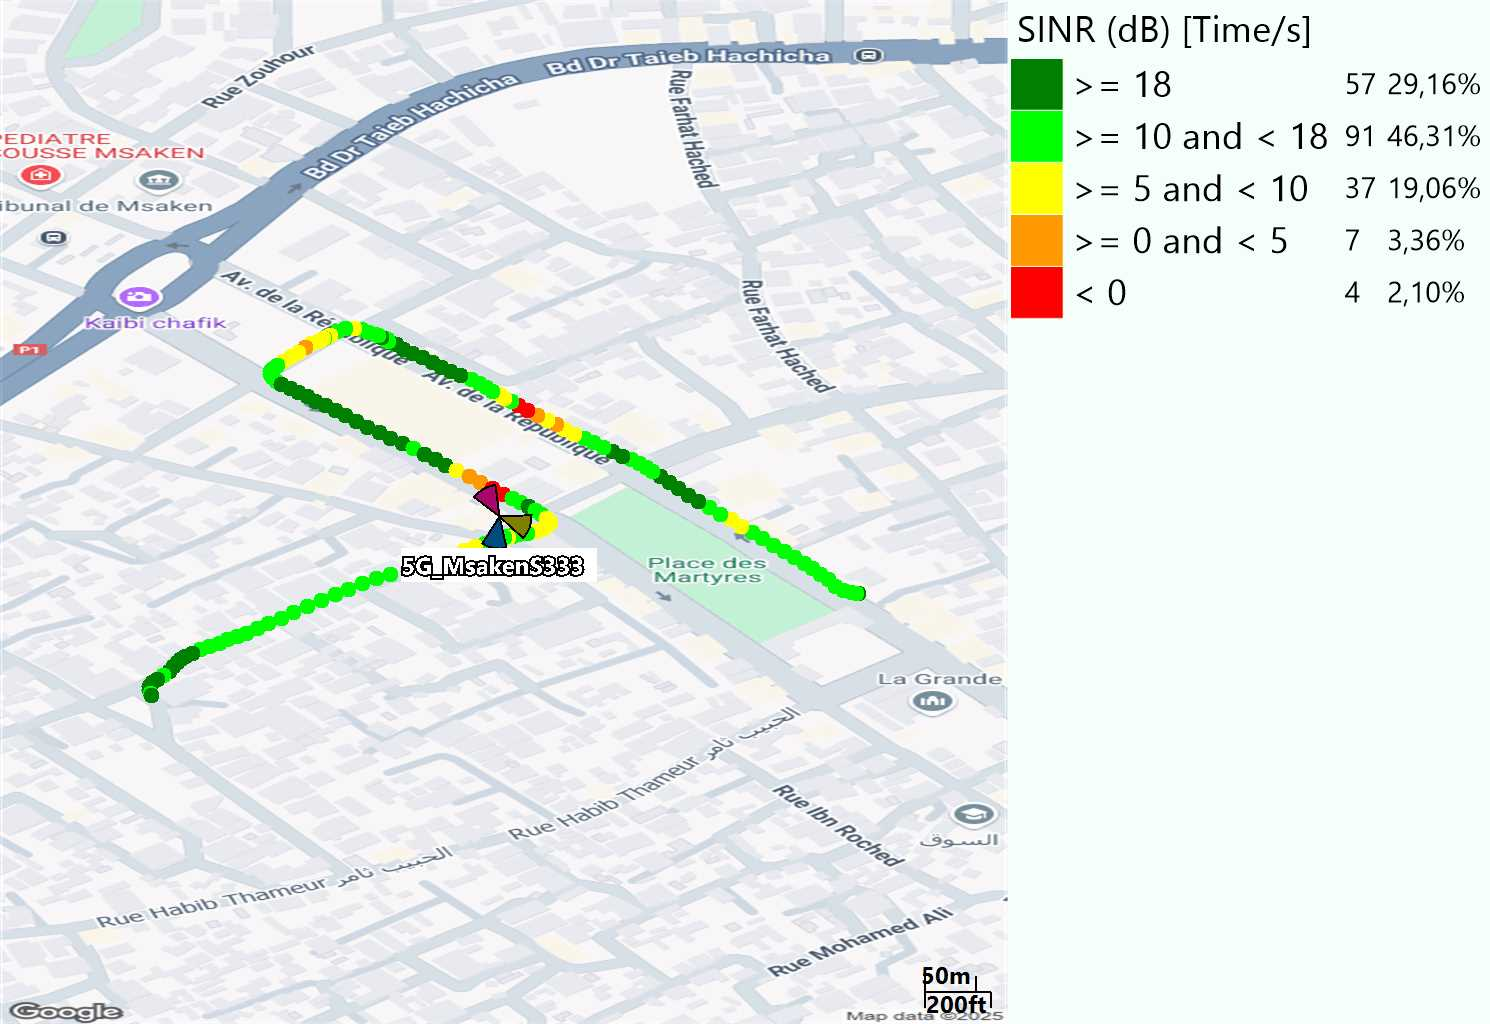 SINR (dB) [Time/s]
>= 18 57 29,16%
>= 10 and < 18 91 46,31%
>= 5 and < 10 37 19,06%
>= 0 and < 5 7 3,36%
< 0 4 2,10%
Rue Zouhour
Bd Dr Taieb Hachicha
Bd Dr Taieb Hachicha
Rue Farhat Hached
PEDIATRE
OUSSE MSAKEN
ibunal de Msaken
Av. de la République
Kaibi chafik
P1
Rue Farhat Hached
Av. de la République
5G_MsakenS333
Place des
Martyres
La Grande
Rue Habib Thameur الحبيب ثامر
Rue Ibn Roched
السوق
Rue Habib Thameur الحبيب ثامر
Rue Mohamed Ali
50m
200ft
Google
Map data ©2025